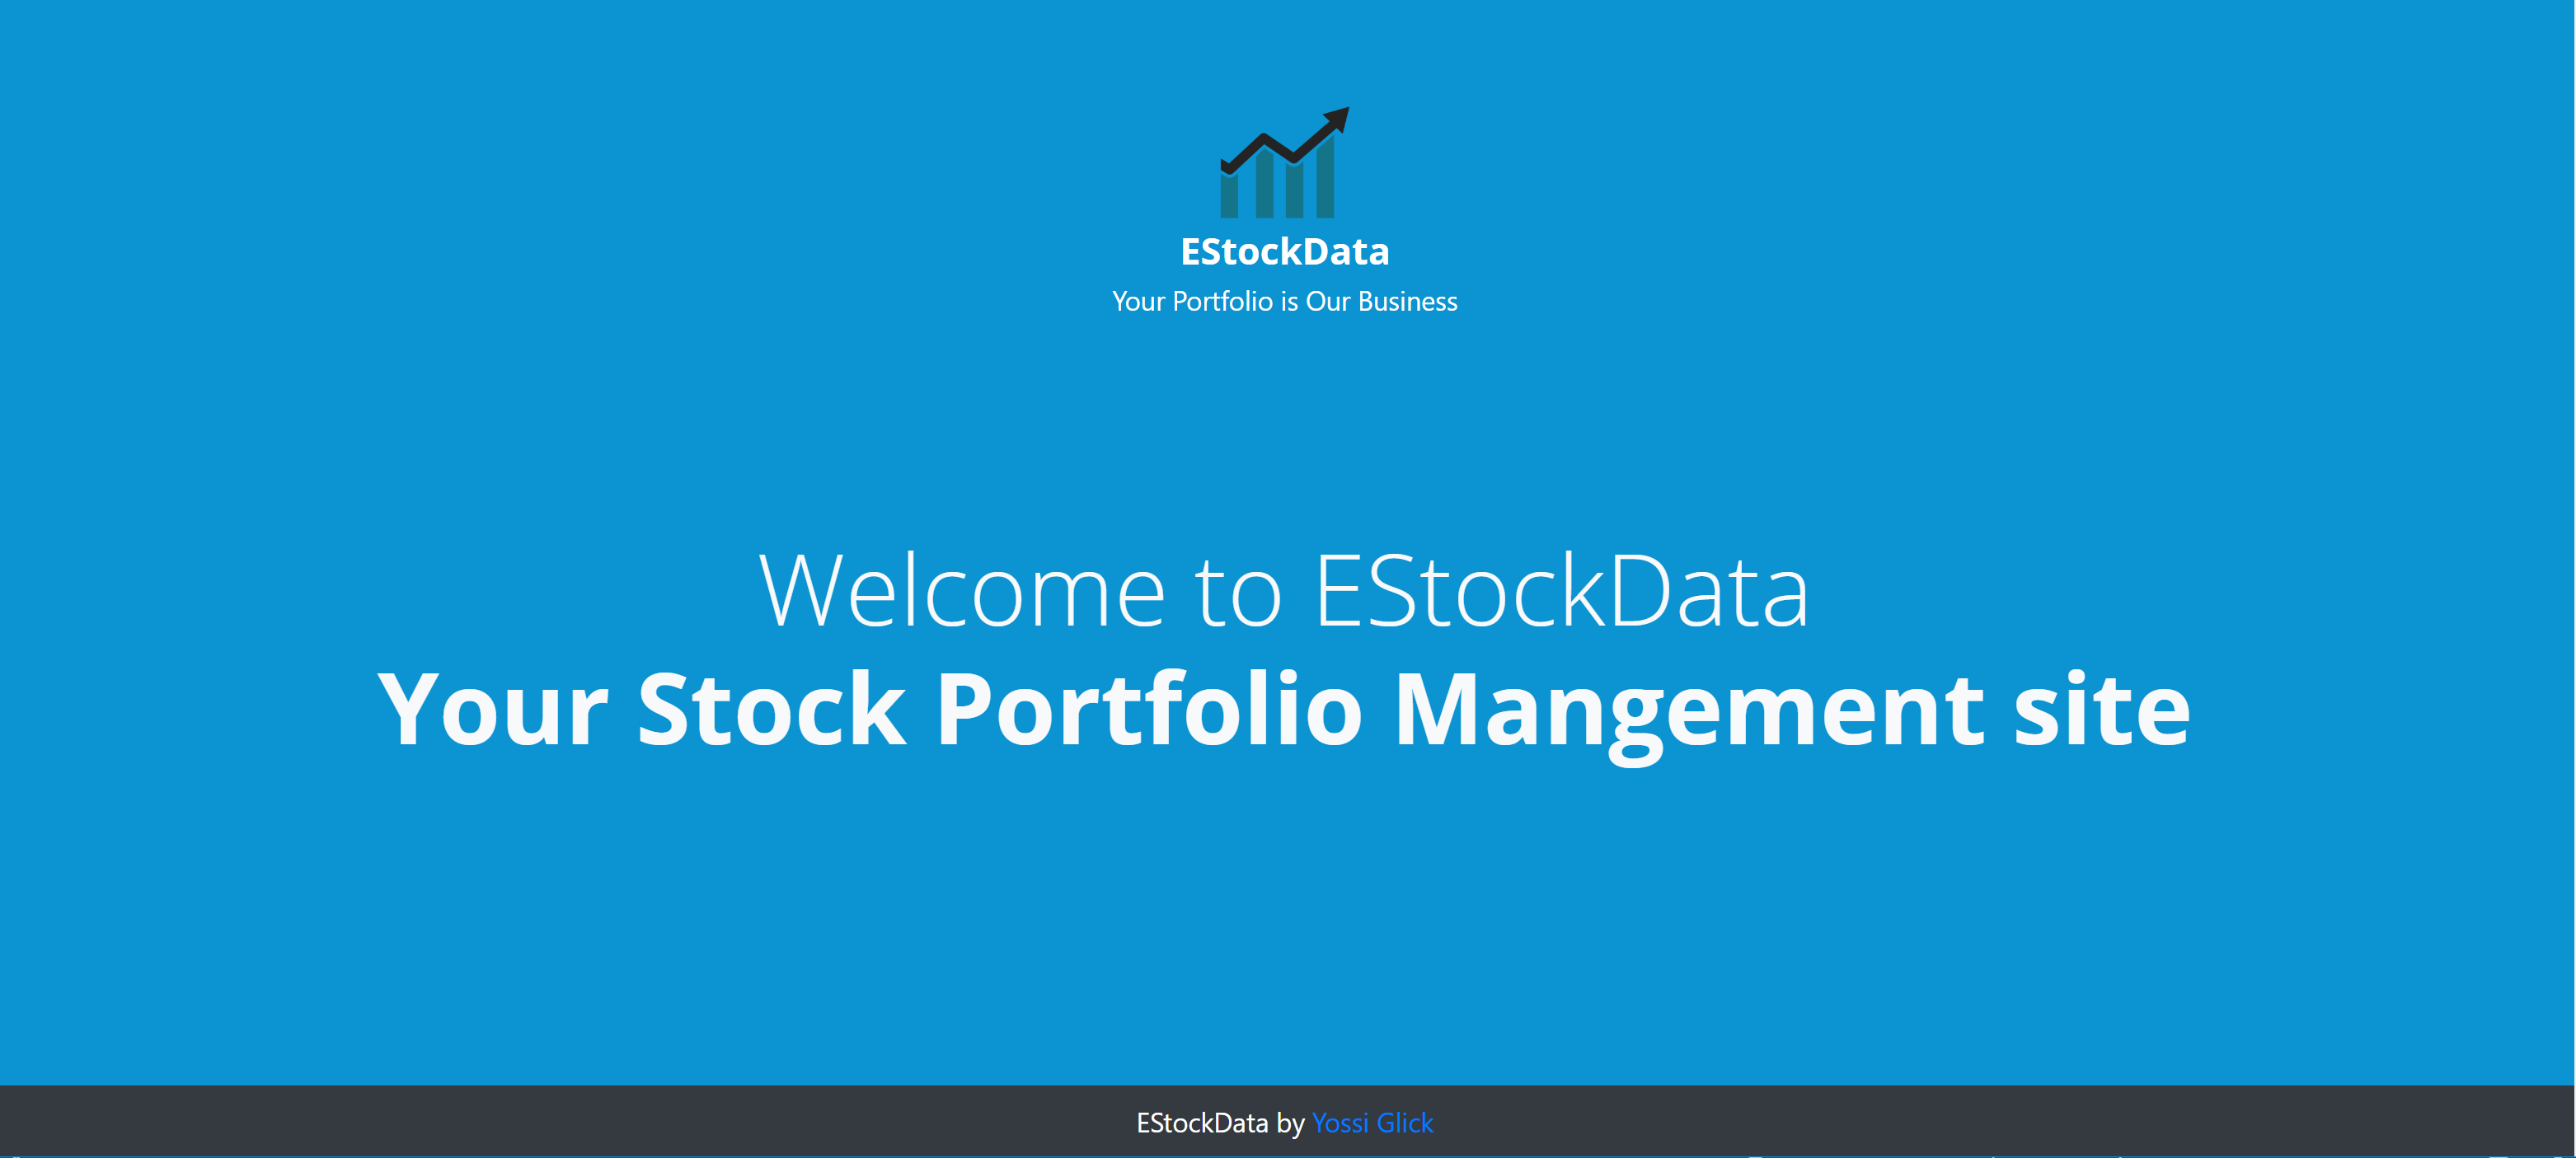 EStockData
Your Portfolio is Our Business
Welcome to EStockData
Your Stock Portfolio Mangement site
EStockData by Yossi Glick